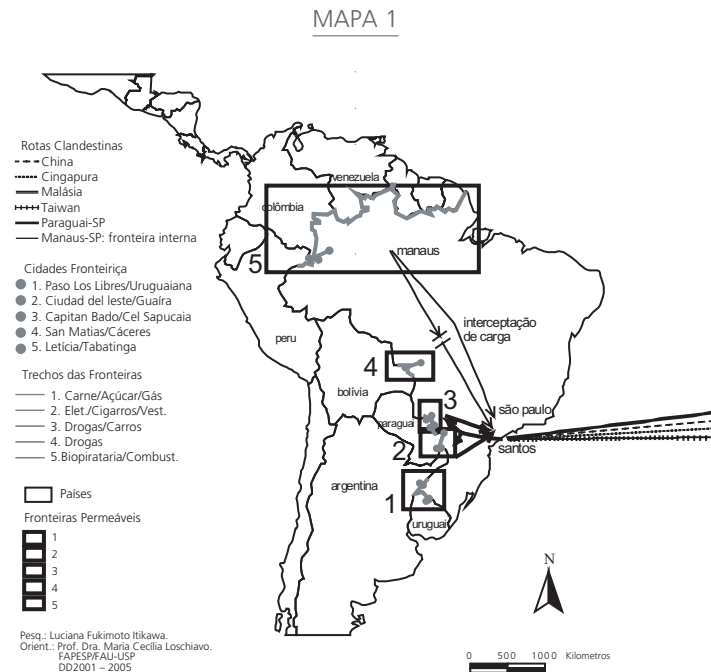 MAPA 1
Rotas Clandestinas
China
Cingapura
Malásia
Taiwan
Paraguai-SP
Manaus-SP: fronteira interna
Cidades Fronteiriça
1. Paso Los Libres/Uruguaiana
2. Ciudad del leste/Guaíra
3. Capitan Bado/Cel Sapucaia
4. San Matias/Cáceres
5. Letícia/Tabatinga
Trechos das Fronteiras
1. Carne/Açúcar/Gás
2. Elet./Cigarros/Vest.
3. Drogas/Carros
4. Drogas
5.Biopirataria/Combust.
Países
Fronteiras Permeáveis
1
2
3
4
5
Pesq.: Luciana Fukimoto Itikawa.
Orient.: Prof. Dra. Maria Cecília Loschiavo.
FAPESP/FAU-USP
DD2001 – 2005
venezuela
colômbia
manaus
5
interceptação
de carga
peru
4
bolívia
3
são paulo
paraguai
santos
2
argentina
1
uruguai
N
0 500 1000 Kilometros